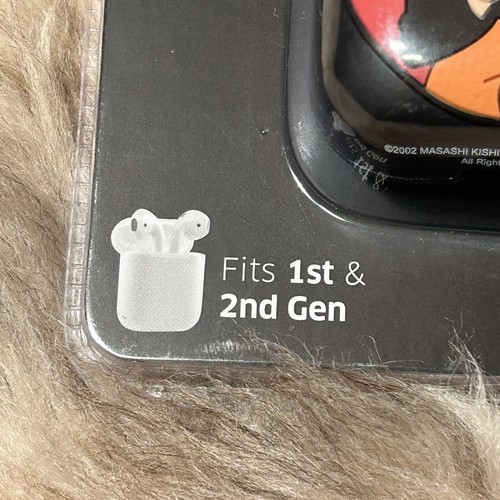 ©2002 MASASHI KISHI
All Righ
Fits 1st &
2nd Gen